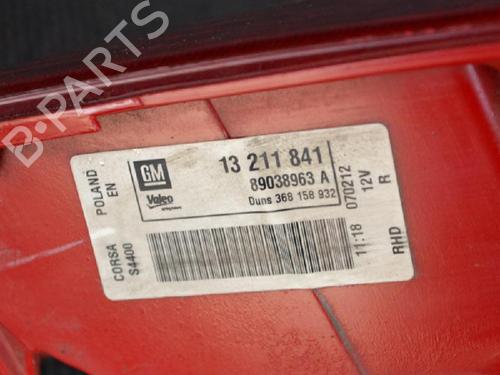 B-PARTS
POLAND
EN
GM
Valeo
13 211 841
89038963 A
Duns 368 158 932
070212
12V
R
CORSA
S4400
11:18
RHD